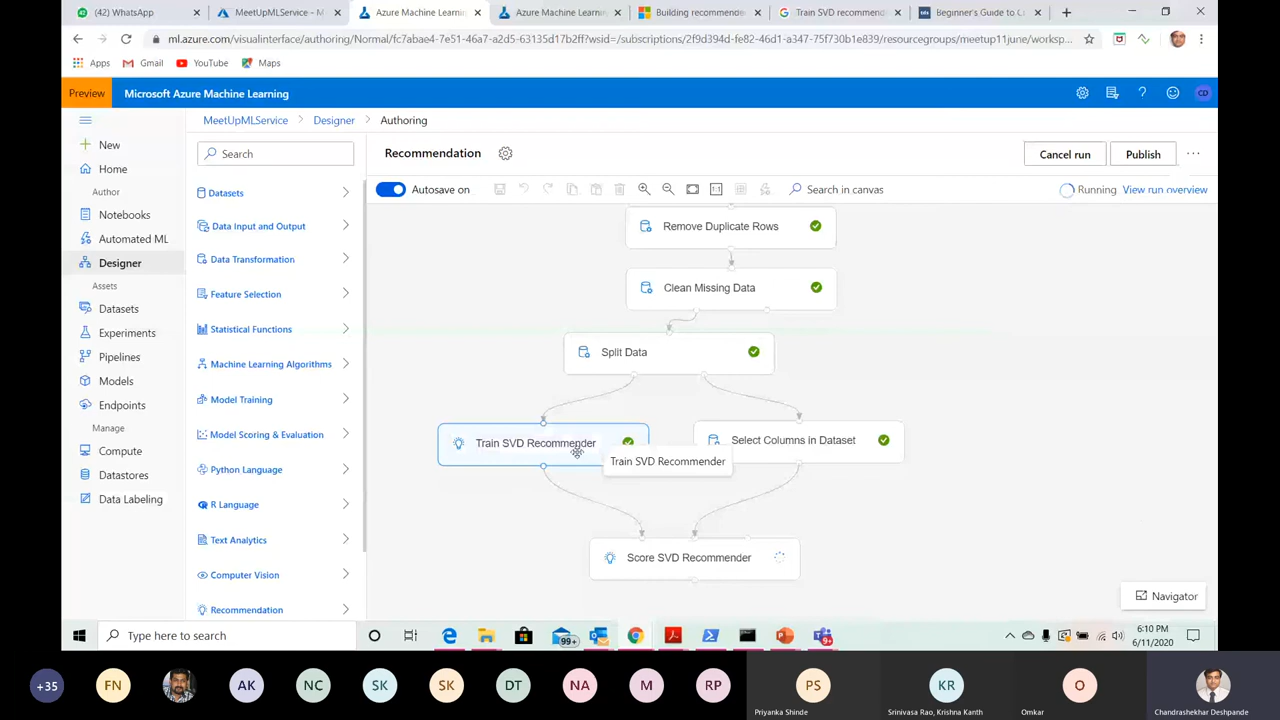 (42) WhatsApp
MeetUpMLService – M
Azure Machine Learning
Azure Machine Learning
Building recommender
Train SVD recommend
Beginner's Guide to C
ml.azure.com/visualinterface/authoring/Normal/fc7abae4-7e51-46a7-a2d5-63135d17b2ff?wsid=/subscriptions/2f9d394d-fe82-46d1-a347-75f730b1e839/resourcegroups/meetup11june/worksp...
Apps
Gmail
YouTube
Maps
Preview
Microsoft Azure Machine Learning
CD
MeetUpMLService > Designer > Authoring
New
Home
Author
Notebooks
Automated ML
Designer
Assets
Datasets
Experiments
Pipelines
Models
Endpoints
Manage
Compute
Datastores
Data Labeling
Search
Datasets
Data Input and Output
Data Transformation
Feature Selection
Statistical Functions
Machine Learning Algorithms
Model Training
Model Scoring & Evaluation
Python Language
R Language
Text Analytics
Computer Vision
Recommendation
Recommendation
Cancel run
Publish
...
Autosave on
Search in canvas
Running
View run overview
Remove Duplicate Rows
Clean Missing Data
Split Data
Train SVD Recommender
Select Columns in Dataset
Train SVD Recommender
Score SVD Recommender
Navigator
Type here to search
99+
9+
6:10 PM
6/11/2020
+35
FN
AK
NC
SK
SK
DT
NA
M
RP
PS
Priyanka Shinde
KR
Srinivasa Rao, Krishna Kanth
O
Omkar
Chandrashekhar Deshpande